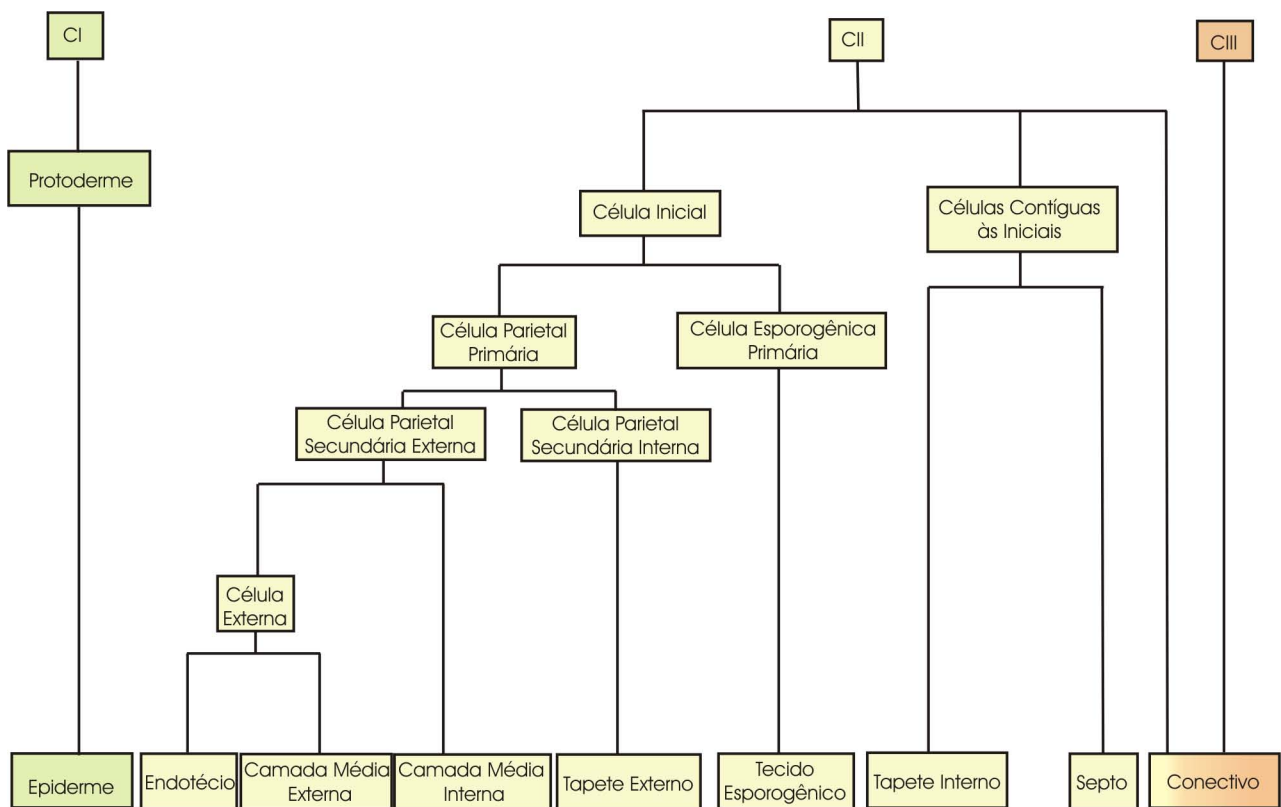 CI
CII
CIII
Protoderme
Célula Inicial
Células Contíguas
às Iniciais
Célula Parietal
Primária
Célula Esporogênica
Primária
Célula Parietal
Secundária Externa
Célula Parietal
Secundária Interna
Célula
Externa
Epiderme
Endotécio
Camada Média
Externa
Camada Média
Interna
Tapete Externo
Tecido
Esporogênico
Tapete Interno
Septo
Conectivo